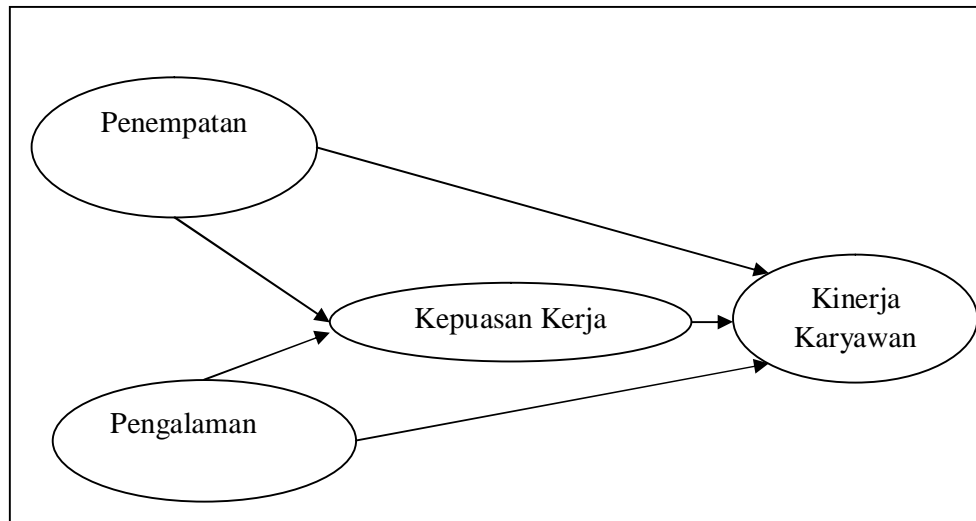 Penempatan
Kepuasan Kerja
Kinerja
Karyawan
Pengalaman